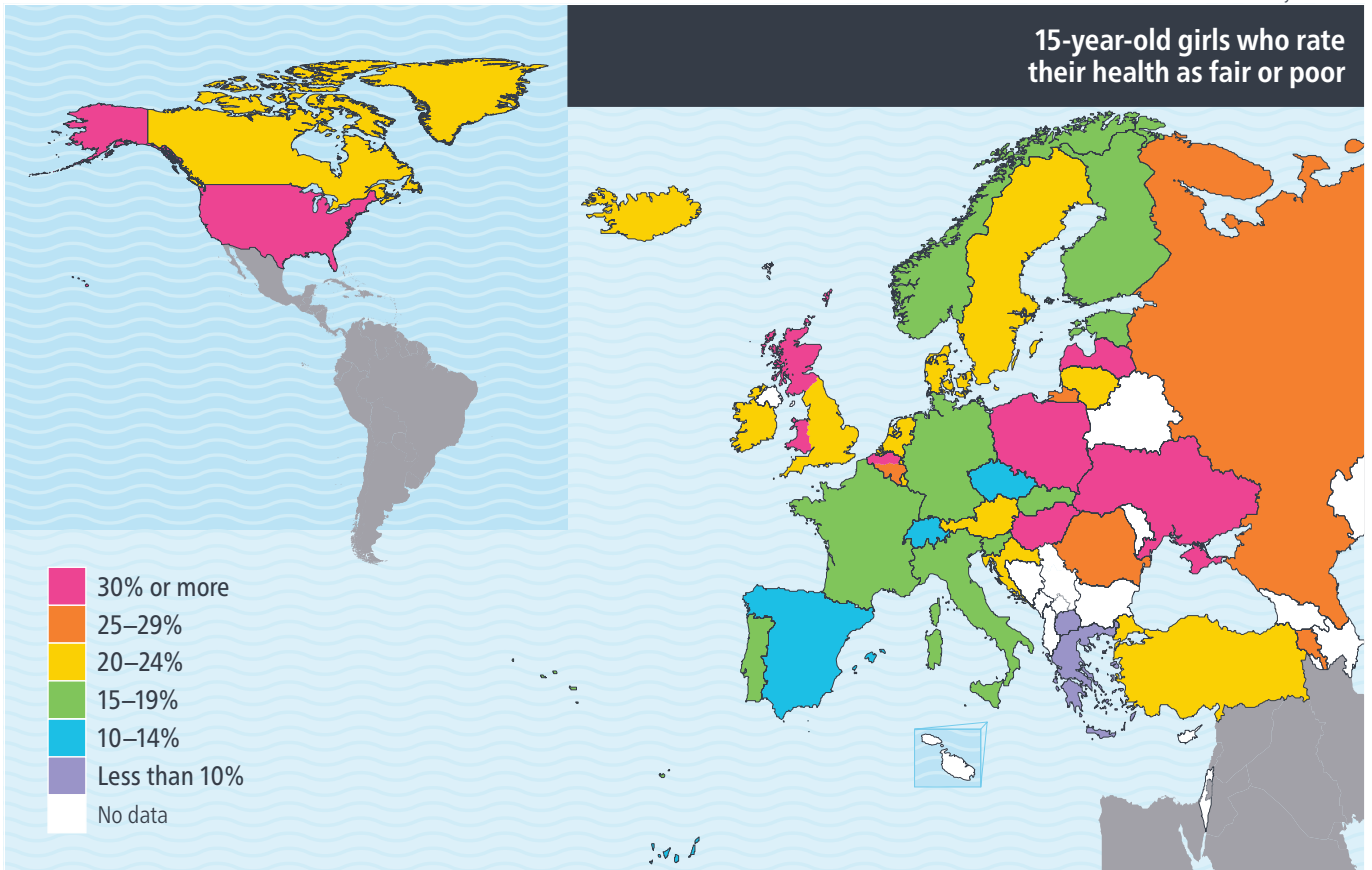 15-year-old girls who rate
their health as fair or poor
30% or more
25–29%
20–24%
15–19%
10–14%
Less than 10%
No data